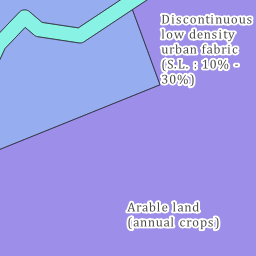 Discontinuous
low density
urban fabric
(S.L. : 10% -
30%)
Arable land
(annual crops)